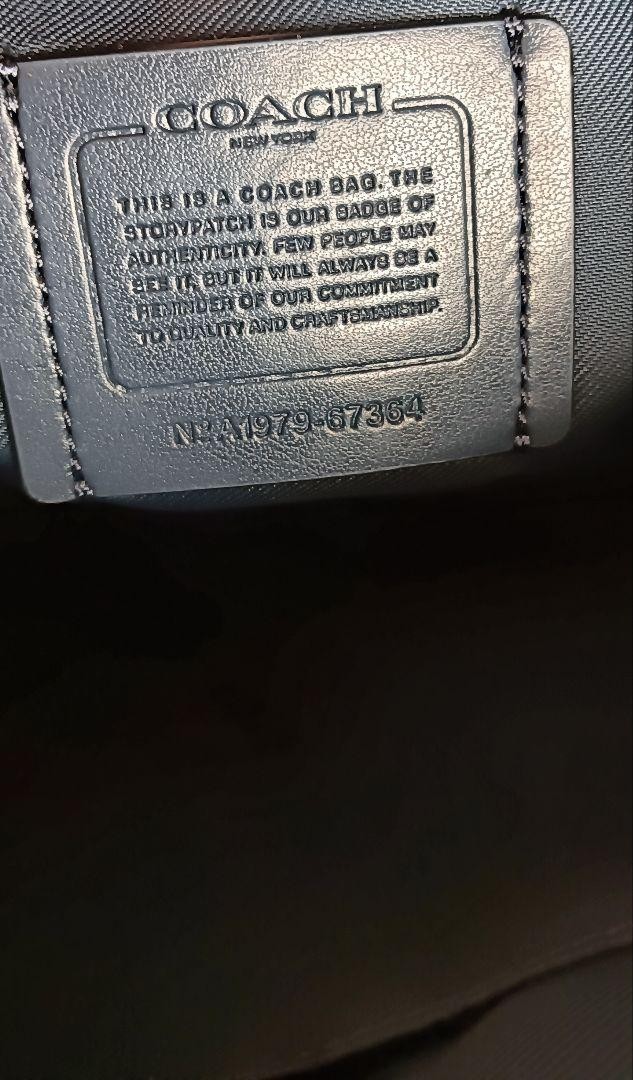 COACH
NEW YORK
THIS IS A COACH BAG. THE
STORYPATCH IS OUR BADGE OF
AUTHENTICITY. FEW PEOPLE MAY
SEE IT, BUT IT WILL ALWAYS BE A
REMINDER OF OUR COMMITMENT
TO QUALITY AND CRAFTSMANSHIP.
Nº A1979-67364